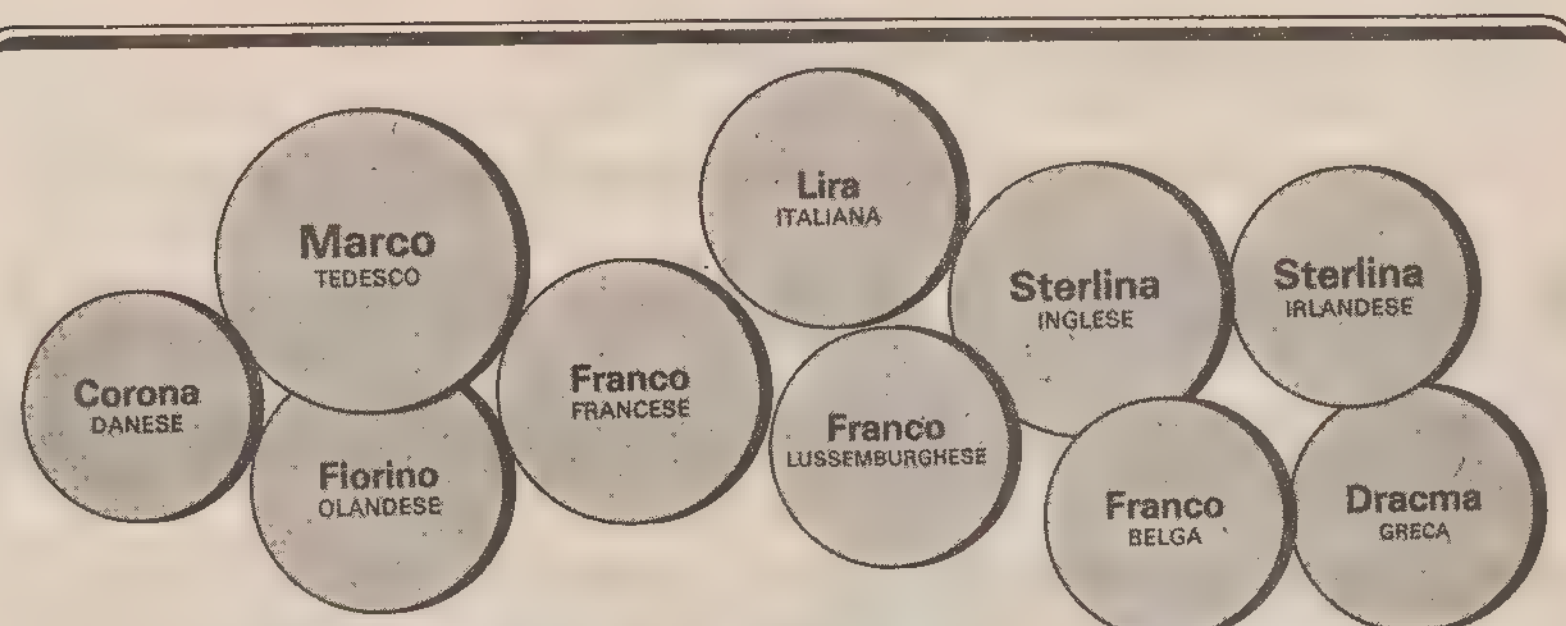 Marco
TEDESCO
Lira
ITALIANA
Sterlina
INGLESE
Sterlina
IRLANDESE
Corona
DANESE
Franco
FRANCESE
Fiorino
OLANDESE
Franco
LUSSEMBURGHESE
Franco
BELGA
Dracma
GRECA